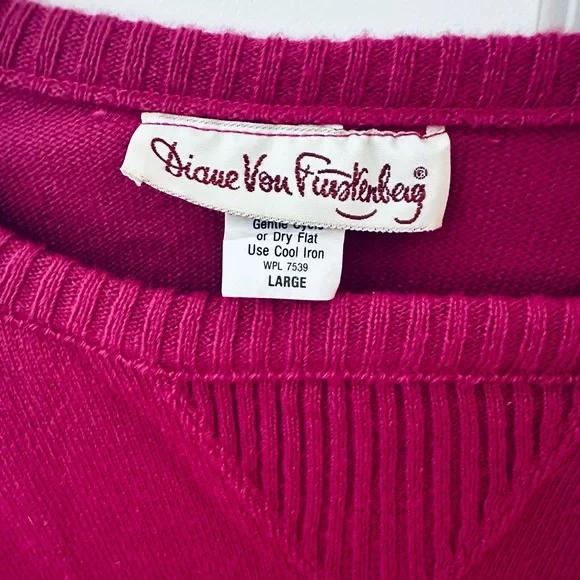 Diane Von Furstenberg®
Gentle Cycle
or Dry Flat
Use Cool Iron
WPL 7539
LARGE